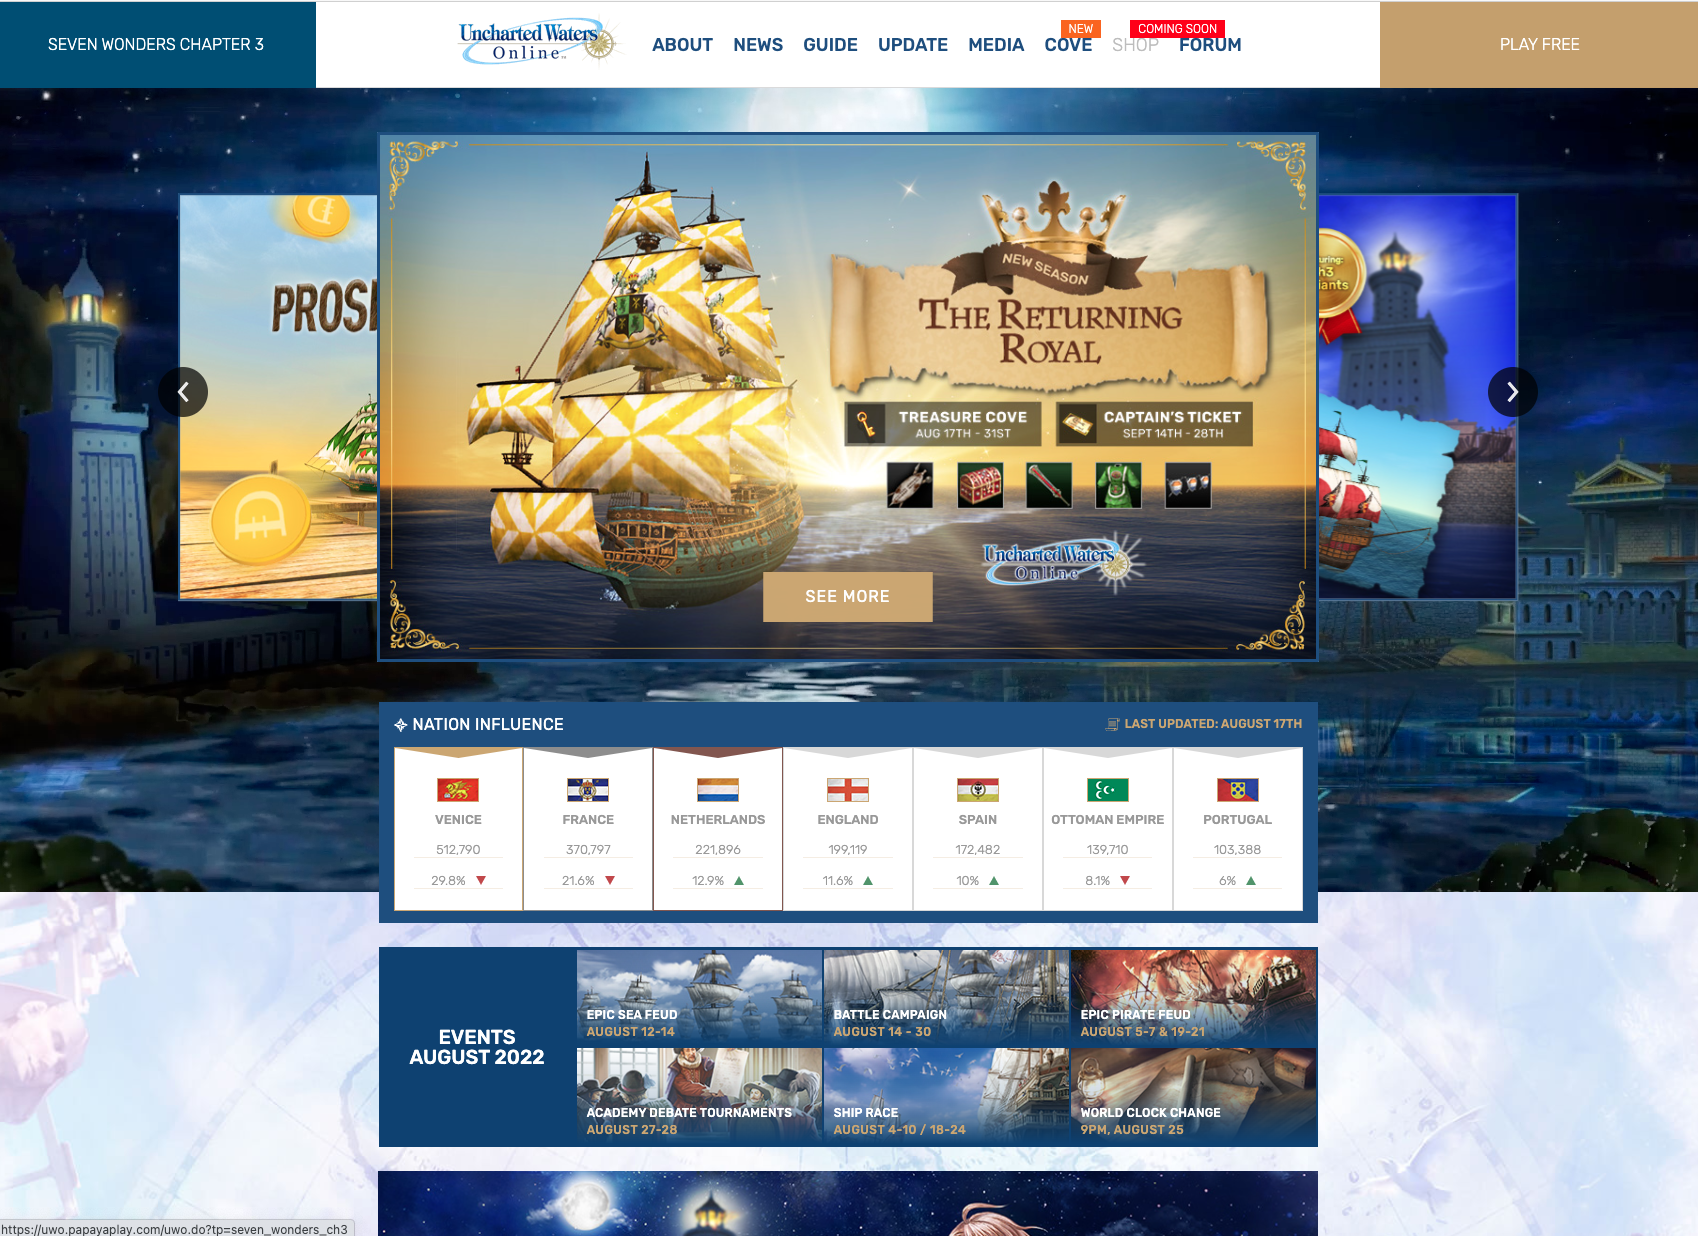 SEVEN WONDERS CHAPTER 3
Uncharted Waters
Online
ABOUT NEWS GUIDE UPDATE MEDIA COVE SHOP FORUM
NEW
COMING SOON
PLAY FREE
NEW SEASON
THE RETURNING
ROYAL
TREASURE COVE
AUG 17TH - 31ST
CAPTAIN'S TICKET
SEPT 14TH - 28TH
Uncharted Waters
Online
SEE MORE
NATION INFLUENCE
LAST UPDATED: AUGUST 17TH
VENICE FRANCE NETHERLANDS ENGLAND SPAIN OTTOMAN EMPIRE PORTUGAL
512,790 370,797 221,896 199,119 172,482 139,710 103,388
29.8% 21.6% 12.9% 11.6% 10% 8.1% 6%
EVENTS
AUGUST 2022
EPIC SEA FEUD
AUGUST 12-14
BATTLE CAMPAIGN
AUGUST 14 - 30
EPIC PIRATE FEUD
AUGUST 5-7 & 19-21
ACADEMY DEBATE TOURNAMENTS
AUGUST 27-28
SHIP RACE
AUGUST 4-10 / 18-24
WORLD CLOCK CHANGE
9PM, AUGUST 25
https://uwo.papayaplay.com/uwo.do?tp=seven_wonders_ch3